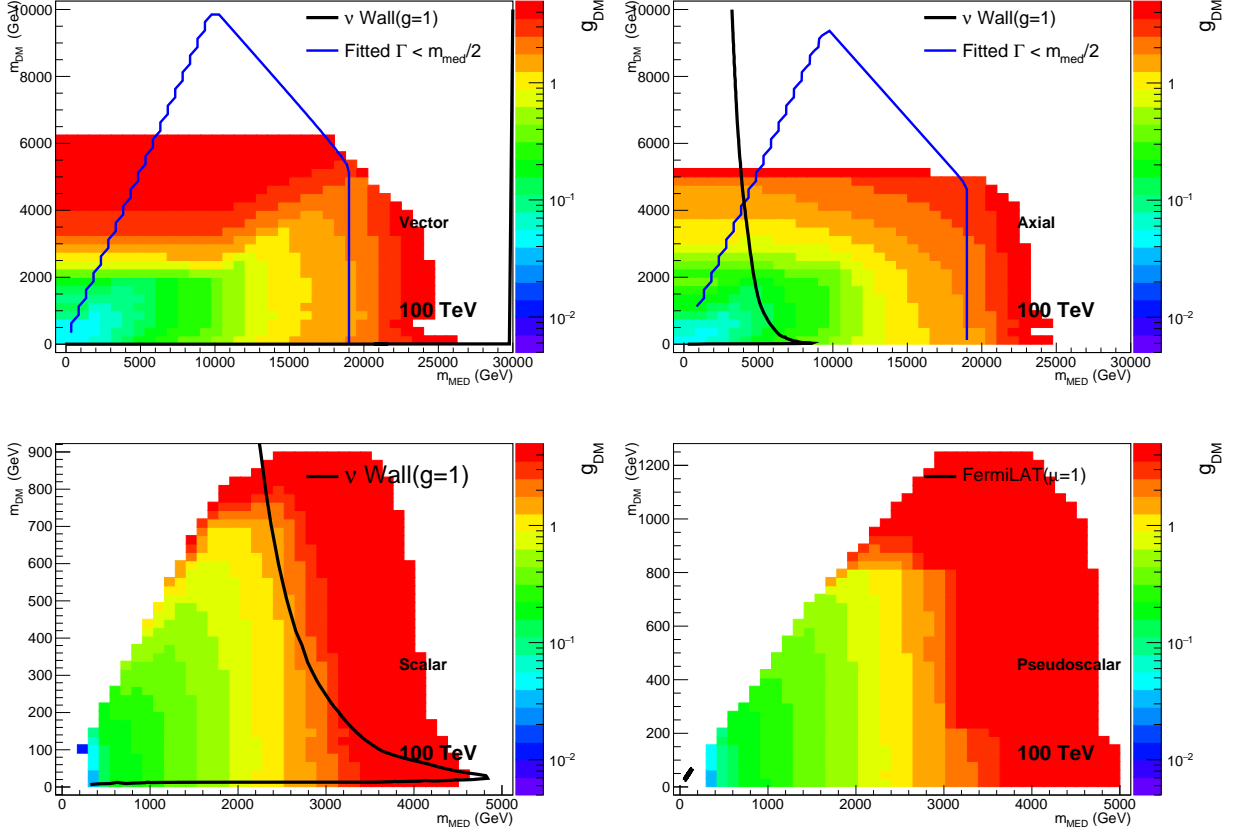 m_DM (GeV)
10000
8000
6000
4000
2000
0
ν Wall(g=1)
Fitted Γ < m_med/2
Vector
100 TeV
0 5000 10000 15000 20000 25000 30000
m_MED (GeV)
g_DM
1
10^-1
10^-2
m_DM (GeV)
10000
8000
6000
4000
2000
0
ν Wall(g=1)
Fitted Γ < m_med/2
Axial
100 TeV
0 5000 10000 15000 20000 25000 30000
m_MED (GeV)
g_DM
1
10^-1
10^-2
m_DM (GeV)
900
800
700
600
500
400
300
200
100
0
ν Wall(g=1)
Scalar
100 TeV
0 1000 2000 3000 4000 5000
m_MED (GeV)
g_DM
1
10^-1
10^-2
m_DM (GeV)
1200
1000
800
600
400
200
0
FermiLAT(μ=1)
Pseudoscalar
100 TeV
0 1000 2000 3000 4000 5000
m_MED (GeV)
g_DM
1
10^-1
10^-2